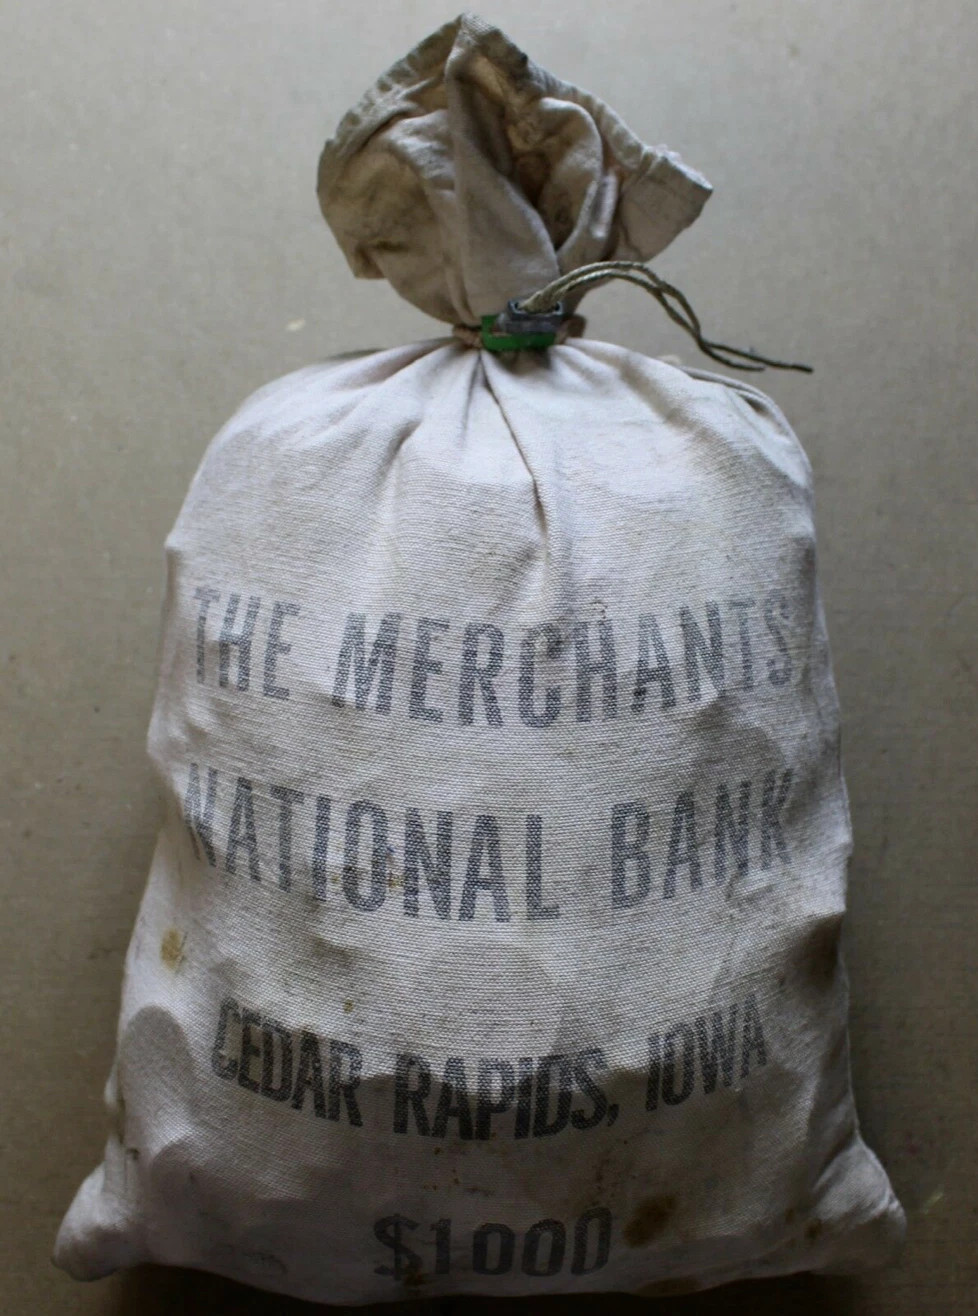 THE MERCHANTS
NATIONAL BANK
CEDAR RAPIDS, IOWA
$1000